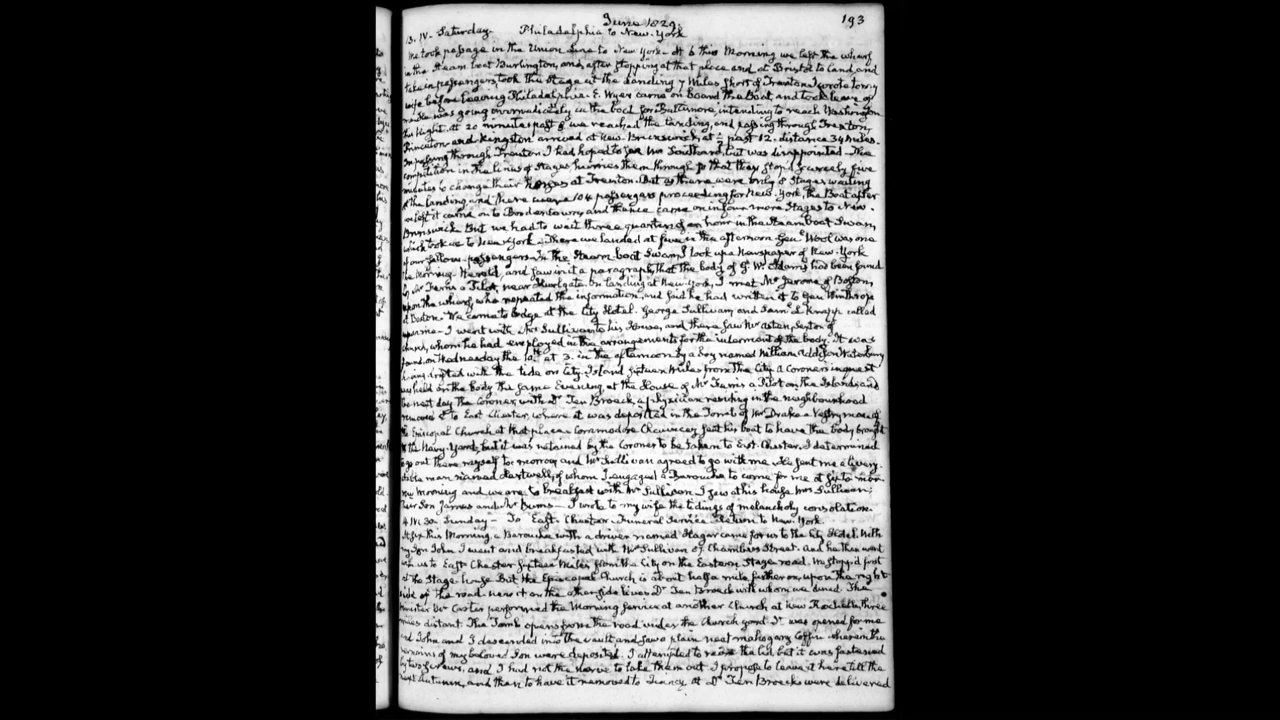 June 1829.
193
13. IV. Saturday. Philadelphia to New-York
We took passage in the Union Line to New-York. At 6 this Morning we left the wharf
in the Steam boat Burlington, and after stopping at that place and at Bristol to land and
take in passengers, took the Stage at the Landing 7 Miles short of Trenton. I wrote to my
wife before leaving Philadelphia. E. Wyer came on board the Boat, and took leave of
us. He was going immediately in the boat for Baltimore, intending to reach Washington
this Night. At 20 minutes past 8 we reached the landing, and passing through Trenton,
Princeton and Kingston arrived at New-Brunswick, at ½ past 12. distance 34 miles.
In passing through Trenton I had hoped to see Mr Southard, but was disappointed. The
competition in the lines of Stages hurries them through so that they stop scarcely five
minutes to change their horses at Trenton. But as there were only 8 Stages waiting
at the Landing, and there were 104 passengers proceeding for New-York, the Boat after
we left it came on to Bordentown, and thence came on in four more Stages to New-
Brunswick. But we had to wait three quarters of an hour in the Steam boat Swan,
which took us to New-York. There we landed at five in the afternoon. Genl Wool was one
of our fellow-passengers. In the Steam-boat Swan, I took up a Newspaper of New-York
the Morning-Herald, and saw in it a paragraph, that the body of G. W. Adams has been found
by Mr Ferris a Pilot, near Hurlgate. On landing at New-York, I met Mr Jerome of Boston,
upon the wharf, who repeated the information, and said he had written it to Genl Winthrop
at Boston. We came to lodge at the City Hotel. George Sullivan and Saml L. Knapp called
upon me. I went with Mr Sullivan to his House, and there saw Mr Asten, Sexton of
church, whom he had employed in the arrangements for the interment of the body. It was
found on Wednesday the 10th at 3. in the afternoon by a boy named William Waterbury
having drifted with the tide on City Island fifteen Miles from the City. A Coroner's inquest
was held on the body the same Evening, at the House of Mr Ferris a Pilot on the Island; and
the next day the Coroner, with Dr Ten Broeck, a physician residing in the neighbourhood
removed it to East Chester, where it was deposited in the Tomb of Mr Drake a Vestry man of
the Episcopal Church at that place. Commodore Chauncey sent his boat to have the body brought
to the Navy-Yard, but it was retained by the Coroner to be taken to East-Chester. I determined
to go out there myself to-morrow and Mr Sullivan agreed to go with me. He sent me a livery-
stable man named Hartwell, of whom I engaged a Barouche to come for me at six to mor-
row Morning and we are to breakfast with Mr Sullivan. I saw at his house Mrs Sullivan;
her Son James and Mr Burns. I wrote to my wife the tidings of melancholy consolation.
14. IV. 30. Sunday. To East-Chester. Funeral Service. Return to New-York.
At six this Morning, a Barouche with a driver named Hagar came for us to the City Hotel. With
my Son John I went and breakfasted with Mr Sullivan of Chambers Street. And he then went
with us to East Chester fifteen Miles from the City on the Eastern Stage road. We stopp'd first
at the Stage-house. But the Episcopal Church is about half a mile further on, upon the right
side of the road. Near it on the other side lives Dr Ten Broeck with whom we dined. The
Minister Mr Carter performed the Morning Service at another Church at New Rochelle, three
miles distant. The Tomb opens from the road under the Church yard. It was opened for me
and John and I descended into the vault and saw a plain neat mahogany Coffin wherein the
remains of my beloved Son were deposited. I attempted to raise the lid, but it was fastened
by two screws, and I had not the nerve to take them out. I propose to leave it here till the
next Autumn, and then to have it removed to Quincy. At Dr Ten Broecks were delivered